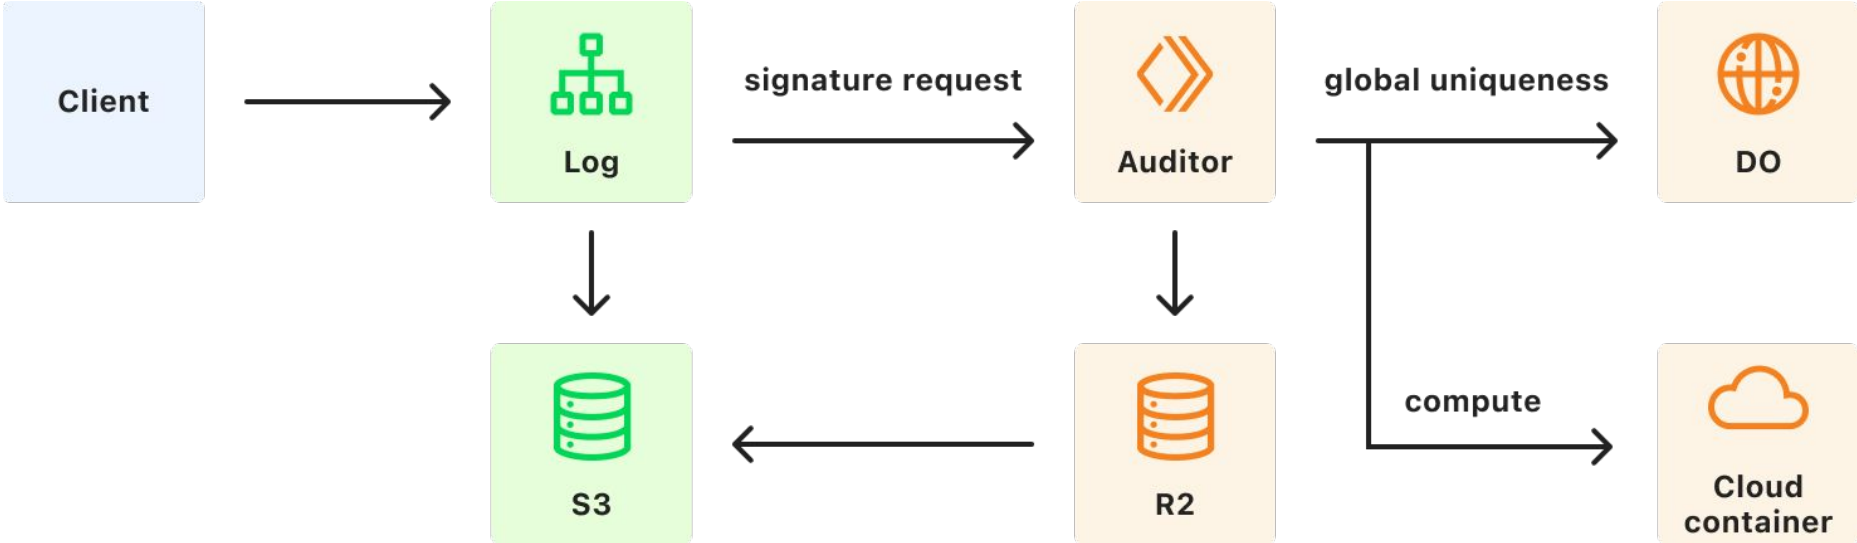 Client
Log
signature request
Auditor
global uniqueness
DO
S3
R2
compute
Cloud
container